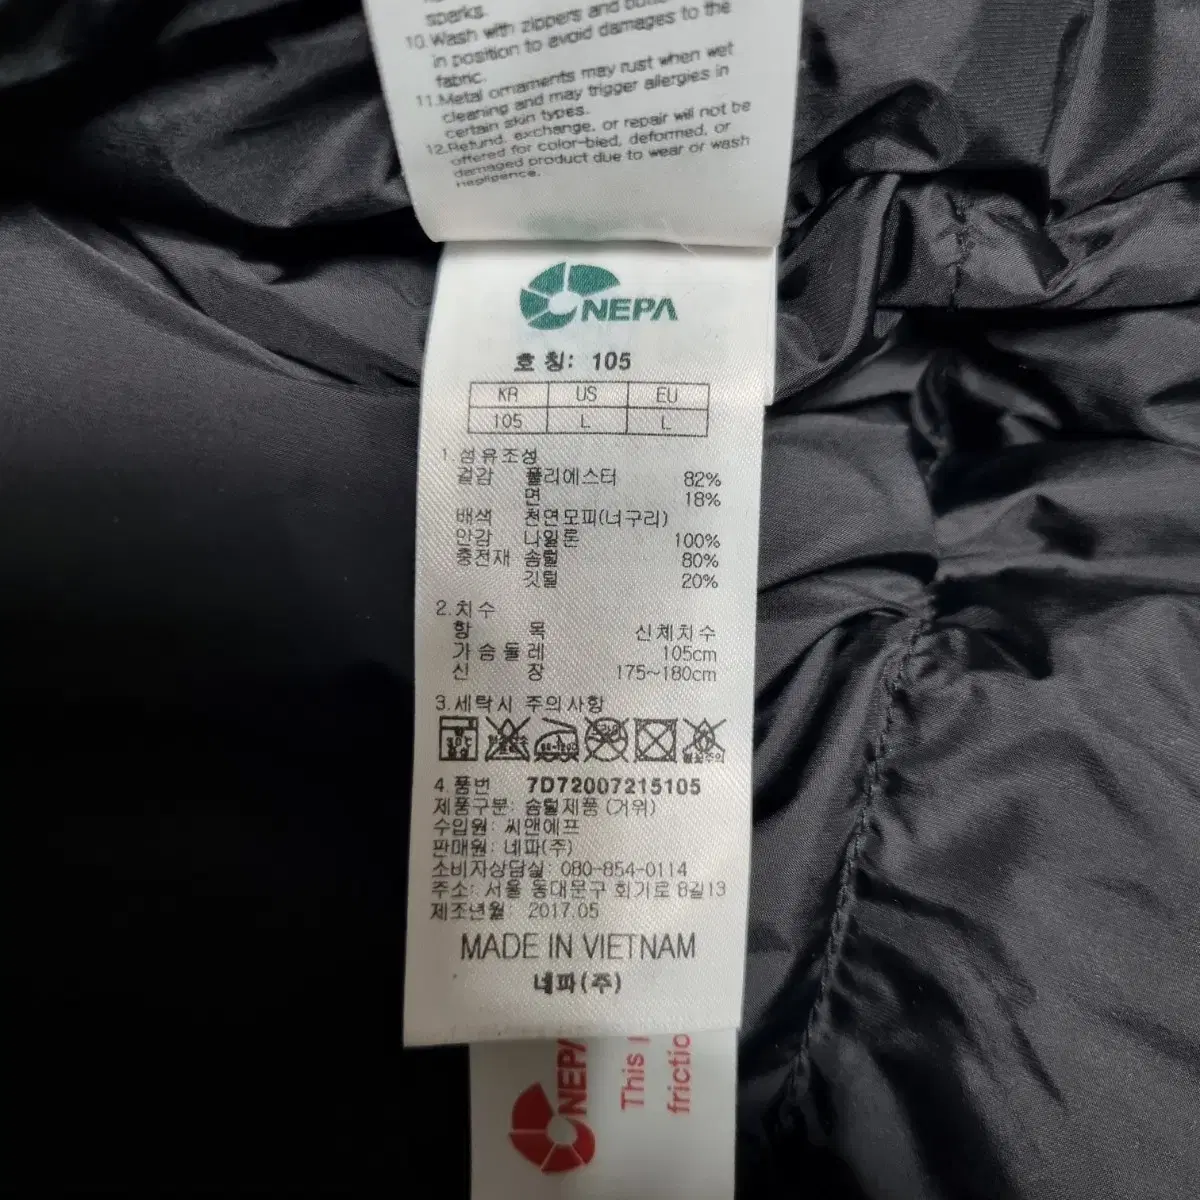 sparks.
10.Wash with zippers and
in position to avoid damages to the
fabric.
11.Metal ornaments may rust when wet
cleaning and may trigger allergies in
certain skin types.
12.Refund, exchange, or repair will not be
offered for color-bled, deformed, or
damaged product due to wear or wash
negligence.
NEPA
호 칭: 105
KR US EU
105 L L
1.섬유조성
겉감 폴리에스터 82%
면 18%
배색 천연모피(너구리)
안감 나일론 100%
충전재 솜털 80%
깃털 20%
2.치수
항 목 신체치수
가슴둘레 105cm
신 장 175~180cm
3.세탁시 주의사항
4.품번 7D72007215105
제품구분: 솜털제품 (거위)
수입원: 씨앤에프
판매원: 네파(주)
소비자상담실: 080-854-0114
주소: 서울 동대문구 회기로 8길13
제조년월: 2017.05
MADE IN VIETNAM
네파(주)
NEPA
This
frictio